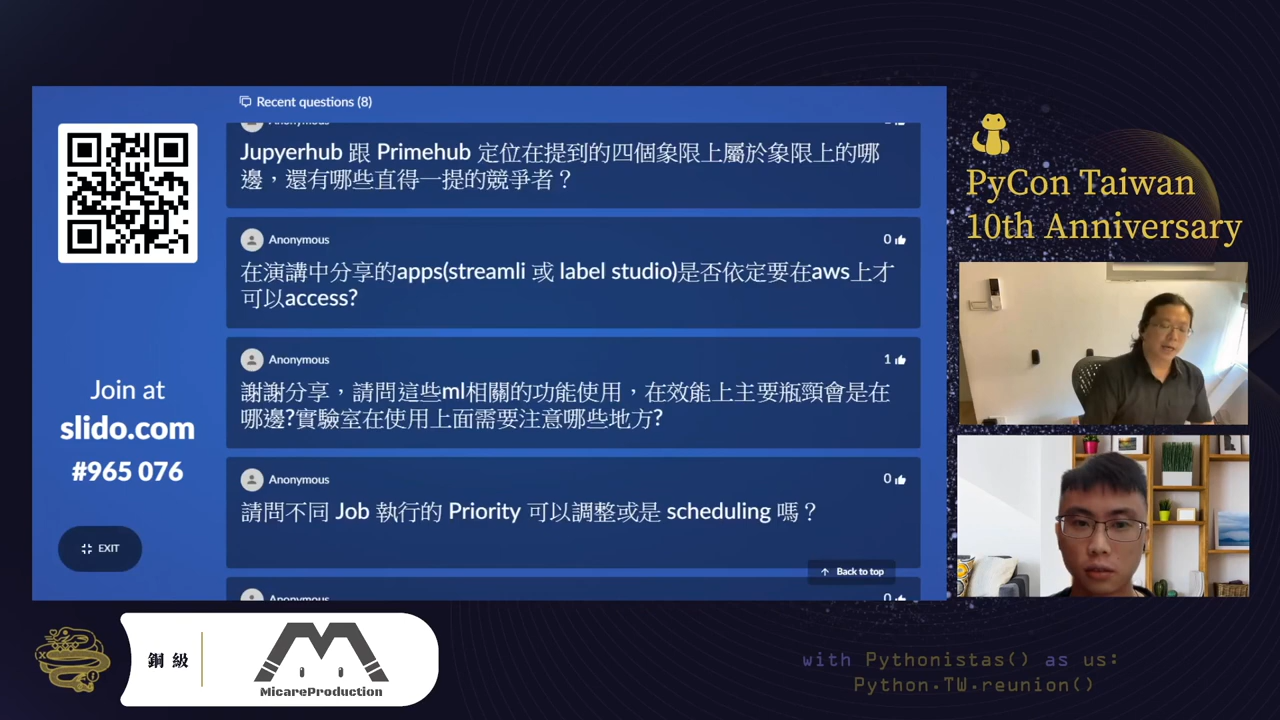 Recent questions (8)
Anonymous
Jupyerhub 跟 Primehub 定位在提到的四個象限上屬於象限上的哪
邊，還有哪些直得一提的競爭者？
Anonymous
0
在演講中分享的apps(streamli 或 label studio)是否依定要在aws上才
可以access?
Anonymous
1
謝謝分享，請問這些ml相關的功能使用，在效能上主要瓶頸會是在
哪邊?實驗室在使用上面需要注意哪些地方?
Anonymous
0
請問不同 Job 執行的 Priority 可以調整或是 scheduling 嗎？
Back to top
Anonymous
0
Join at
slido.com
#965 076
EXIT
PyCon Taiwan
10th Anniversary
銅級
MicareProduction
with Pythonistas() as us:
Python.TW.reunion()